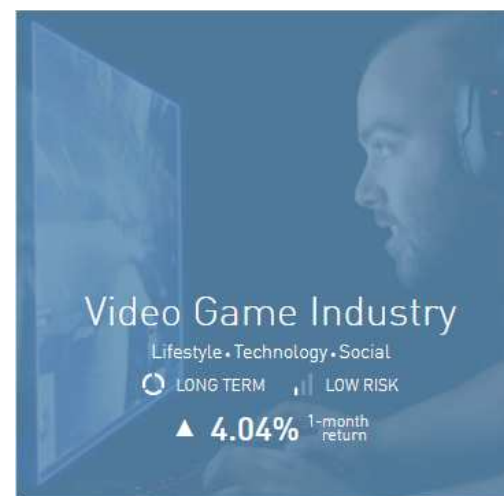 Video Game Industry
Lifestyle • Technology • Social
LONG TERM LOW RISK
▲ 4.04% 1-month return